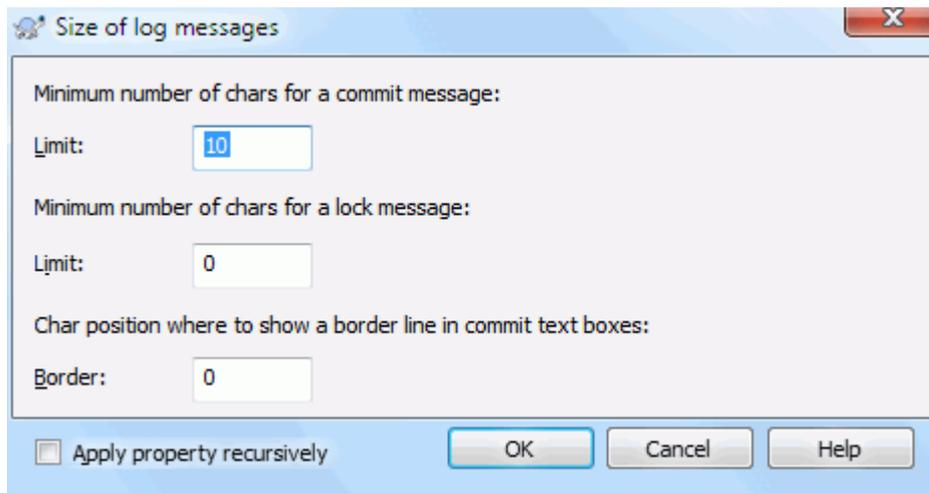 Size of log messages
Minimum number of chars for a commit message:
Limit: 10
Minimum number of chars for a lock message:
Limit: 0
Char position where to show a border line in commit text boxes:
Border: 0
Apply property recursively OK Cancel Help